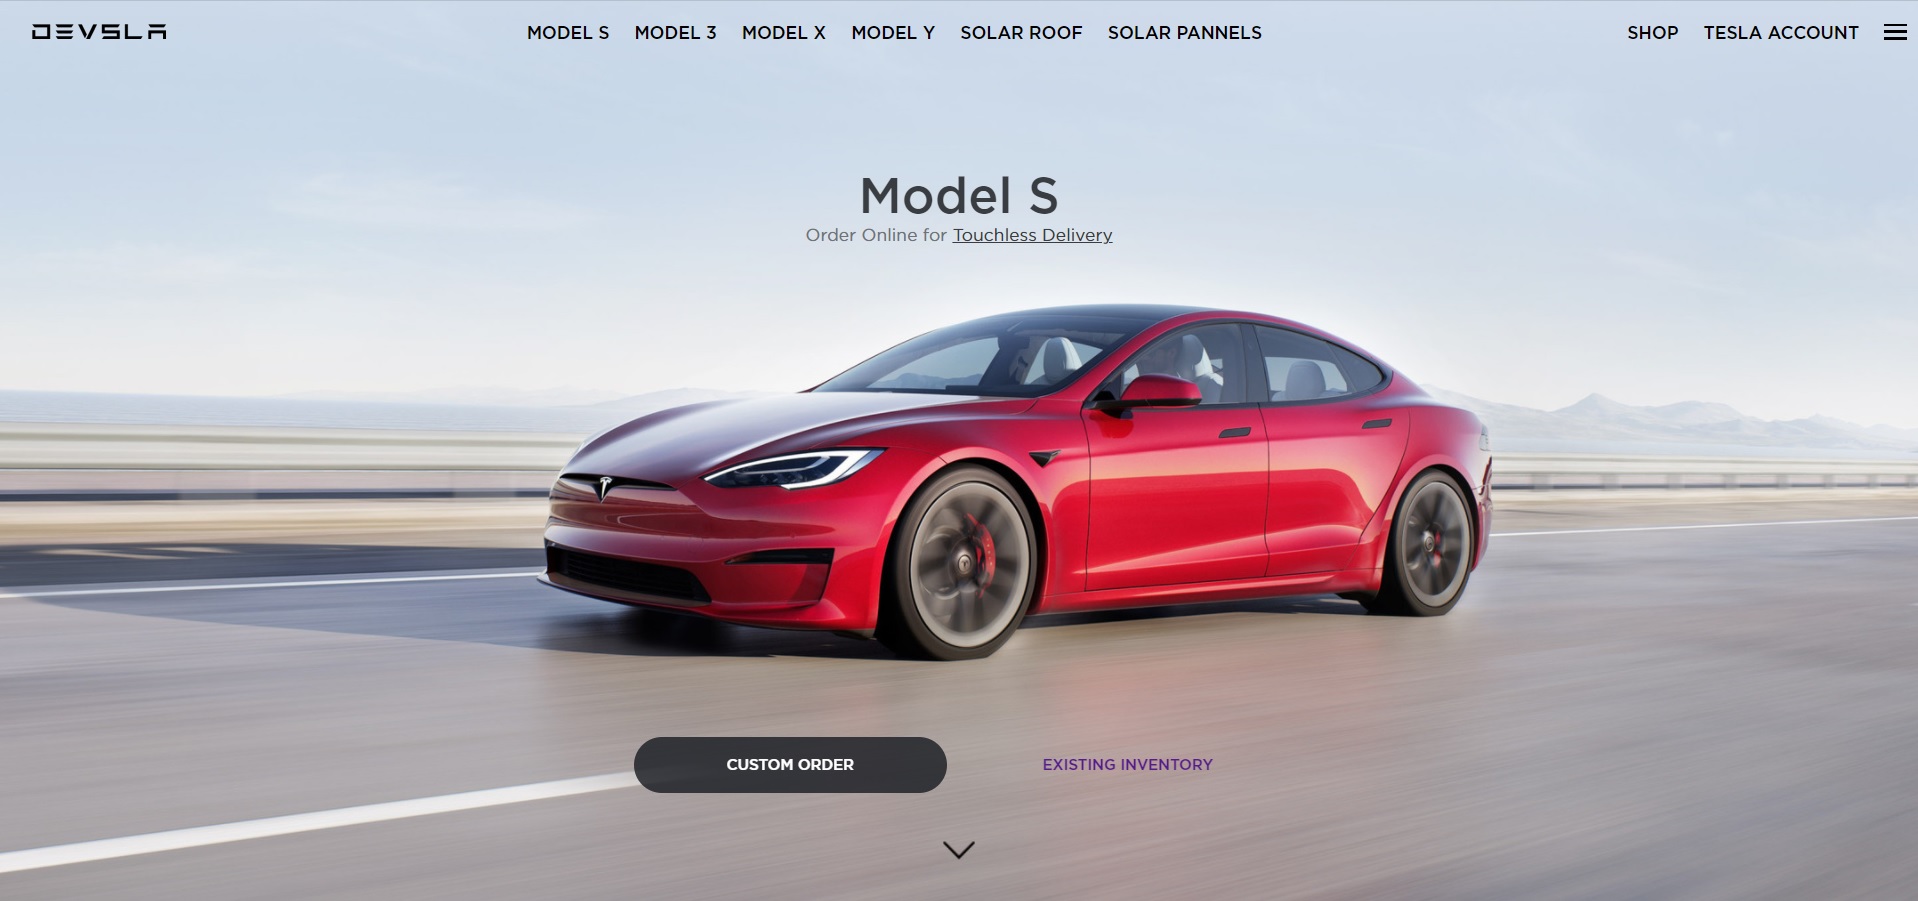 DEVSLA
MODEL S MODEL 3 MODEL X MODEL Y SOLAR ROOF SOLAR PANNELS
SHOP TESLA ACCOUNT
Model S
Order Online for Touchless Delivery
CUSTOM ORDER
EXISTING INVENTORY